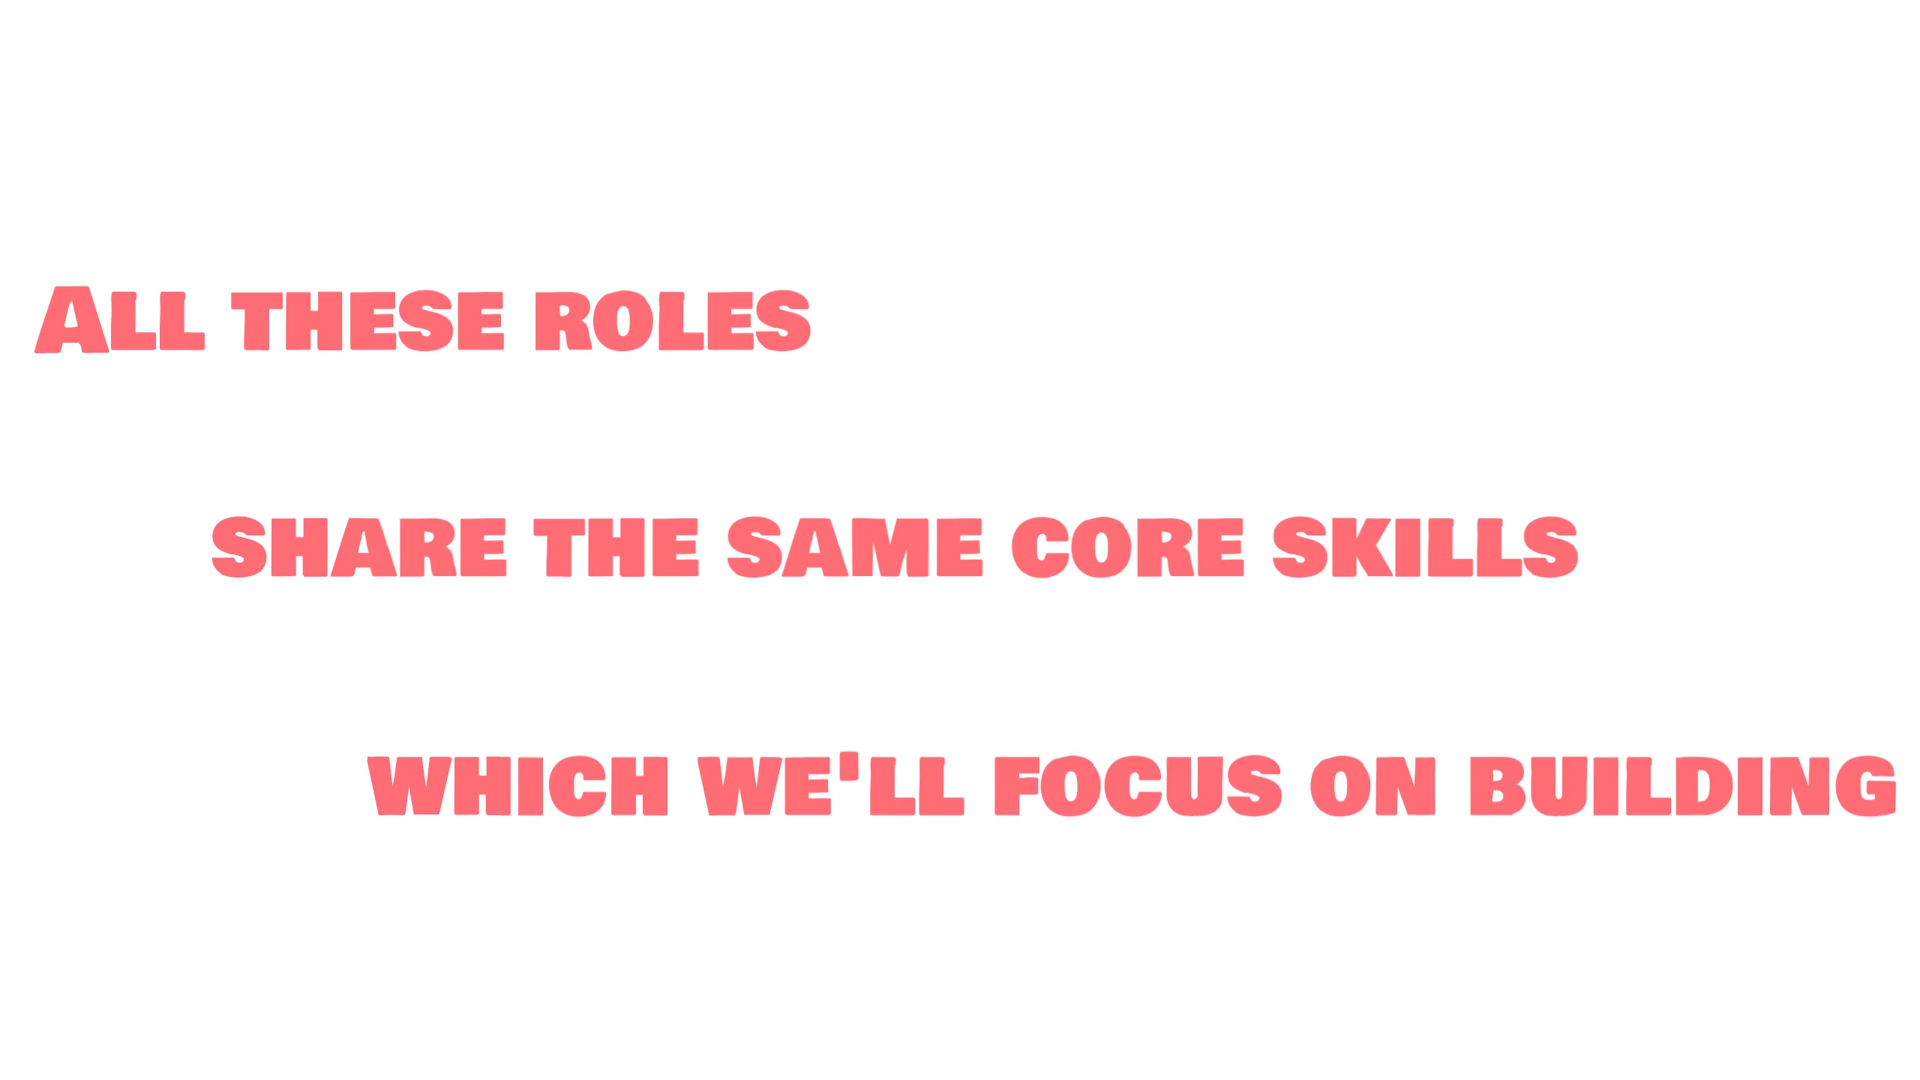 All these roles
share the same core skills
which we'll focus on building